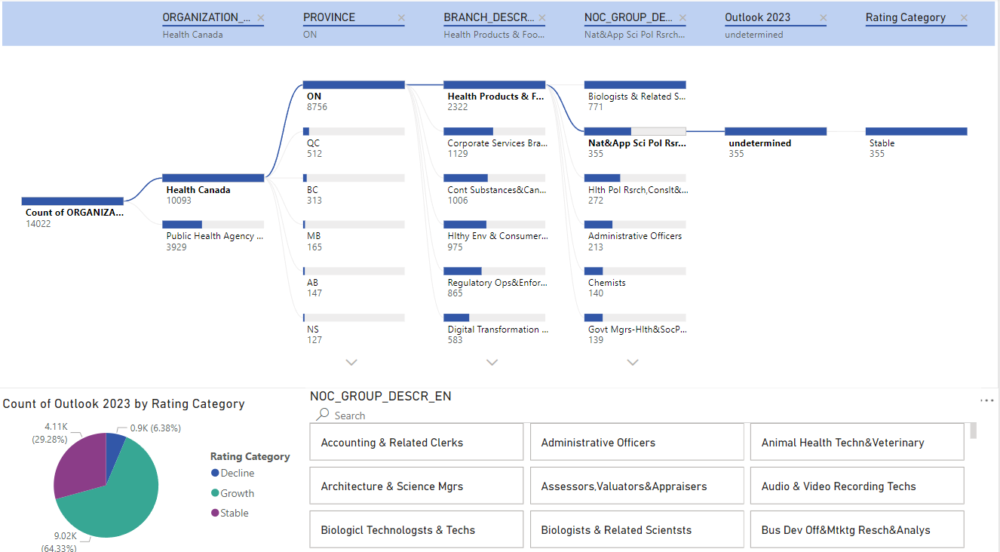 ORGANIZATION_...
PROVINCE
BRANCH_DESCR...
NOC_GROUP_DE...
Outlook 2023
Rating Category
Health Canada
ON
Health Products & Foo...
Nat&App Sci Pol Rsrch...
undetermined
Count of ORGANIZA...
14022
Health Canada
10093
Public Health Agency ...
3929
ON
8756
QC
512
BC
313
MB
165
AB
147
NS
127
Health Products & F...
2322
Corporate Services Bra...
1129
Cont Substances&Can...
1006
Hlthy Env & Consumer...
975
Regulatory Ops&Enfor...
865
Digital Transformation ...
583
Biologists & Related S...
771
Nat&App Sci Pol Rsr...
355
Hlth Pol Rsrch,Conslt&...
272
Administrative Officers
213
Chemists
140
Govt Mgrs-Hlth&SocP...
139
undetermined
355
Stable
355
Count of Outlook 2023 by Rating Category
4.11K
(29.28%)
0.9K (6.38%)
9.02K
(64.33%)
Rating Category
Decline
Growth
Stable
NOC_GROUP_DESCR_EN
Search
Accounting & Related Clerks
Administrative Officers
Animal Health Techn&Veterinary
Architecture & Science Mgrs
Assessors,Valuators&Appraisers
Audio & Video Recording Techs
Biologicl Technologsts & Techs
Biologists & Related Scientsts
Bus Dev Off&Mtktg Resch&Analys